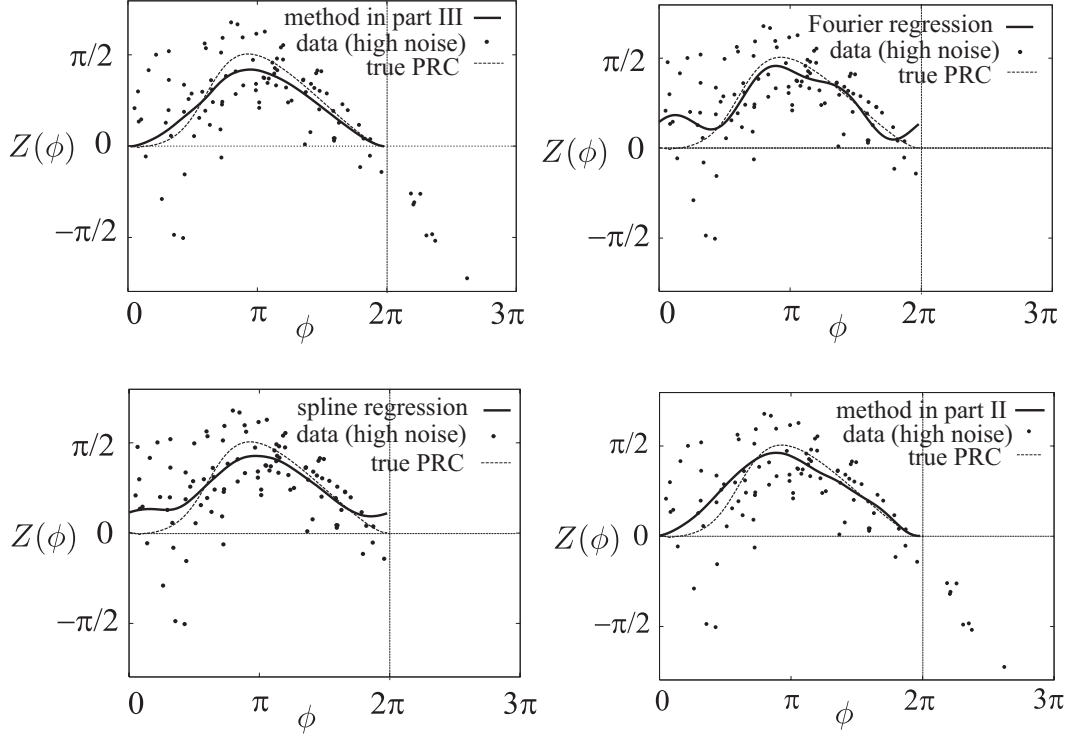 method in part III
data (high noise)
true PRC
π/2
Z(ϕ)
0
−π/2
0
π
2π
3π
ϕ
Fourier regression
data (high noise)
true PRC
π/2
Z(ϕ)
0
−π/2
0
π
2π
3π
ϕ
spline regression
data (high noise)
true PRC
π/2
Z(ϕ)
0
−π/2
0
π
2π
3π
ϕ
method in part II
data (high noise)
true PRC
π/2
Z(ϕ)
0
−π/2
0
π
2π
3π
ϕ